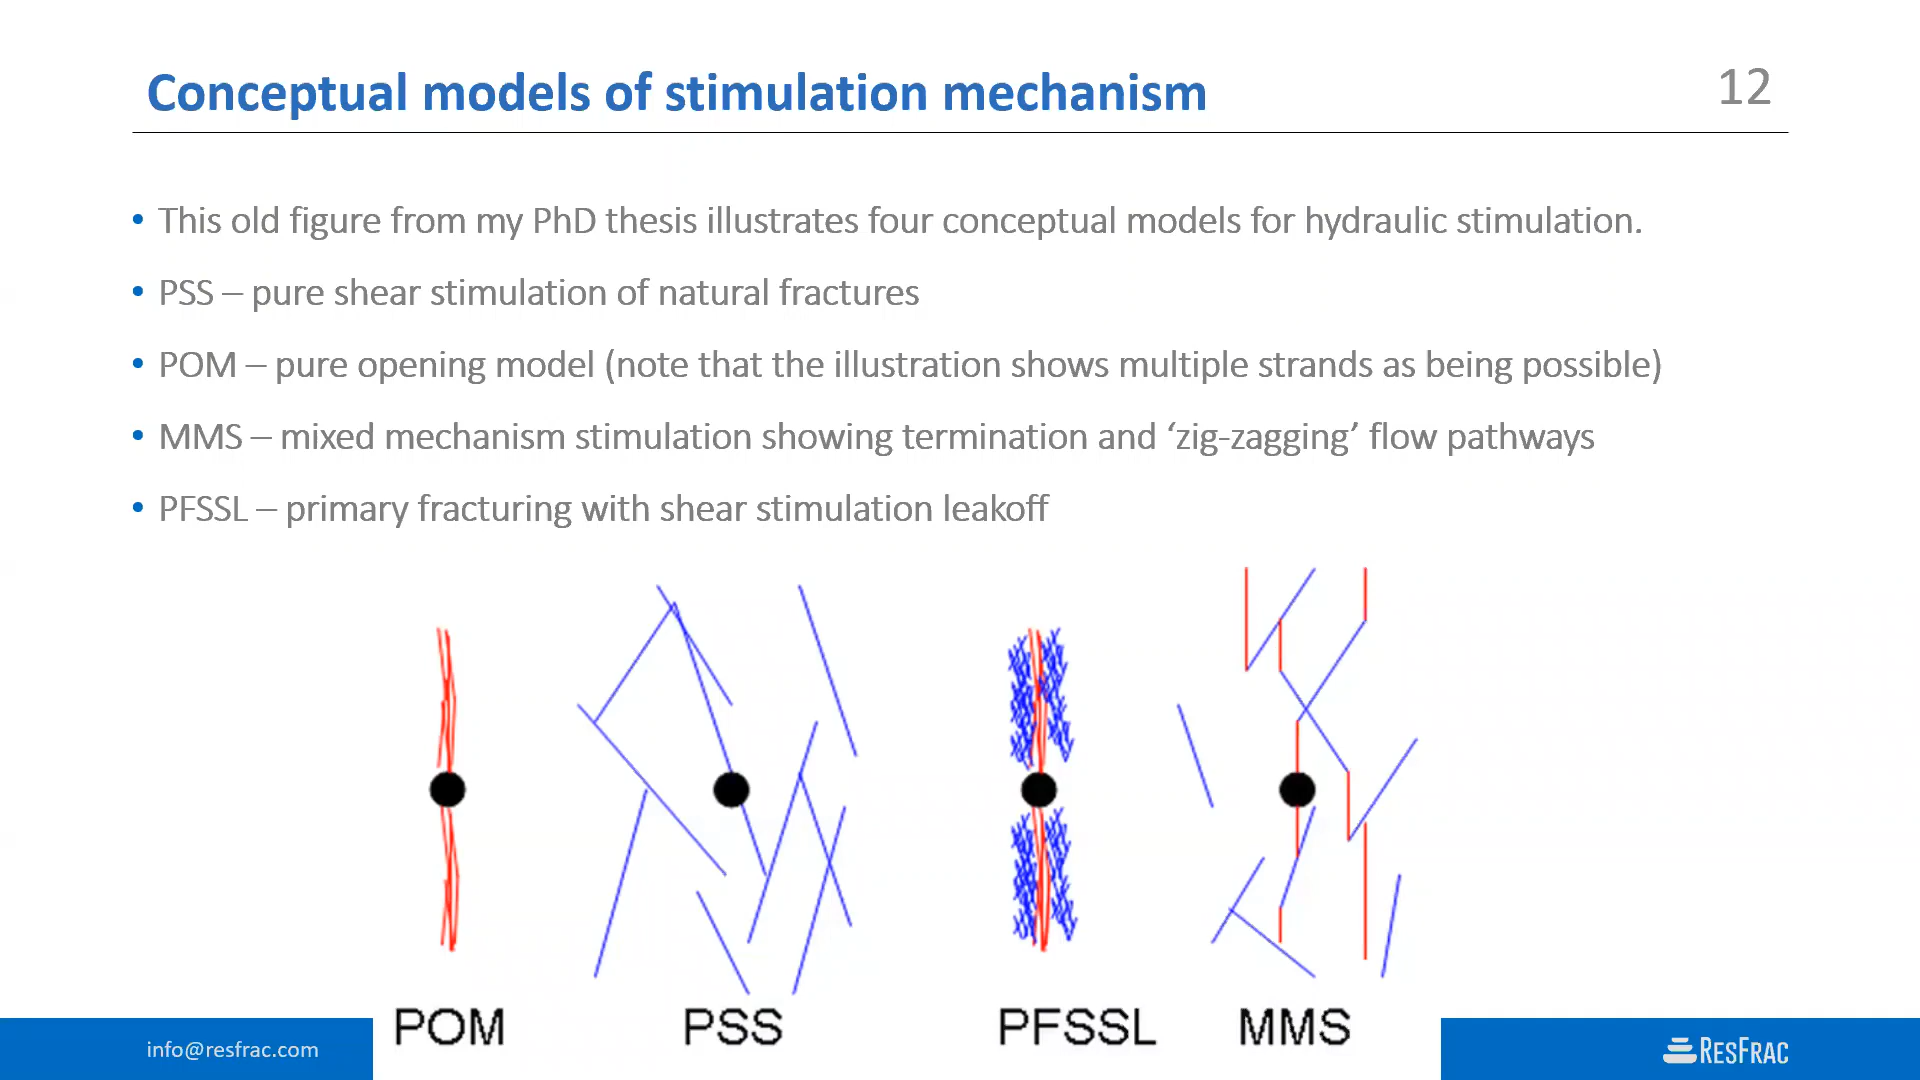 Conceptual models of stimulation mechanism
12
• This old figure from my PhD thesis illustrates four conceptual models for hydraulic stimulation.
• PSS – pure shear stimulation of natural fractures
• POM – pure opening model (note that the illustration shows multiple strands as being possible)
• MMS – mixed mechanism stimulation showing termination and ‘zig-zagging’ flow pathways
• PFSSL – primary fracturing with shear stimulation leakoff
POM PSS PFSSL MMS
info@resfrac.com
RESFRAC